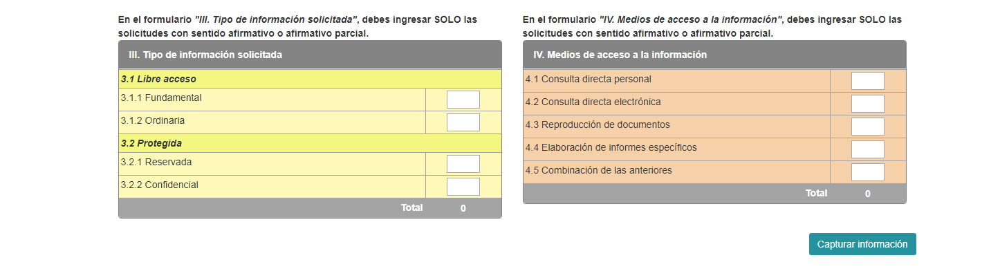 En el formulario "III. Tipo de información solicitada", debes ingresar SOLO las
solicitudes con sentido afirmativo o afirmativo parcial.
III. Tipo de información solicitada
3.1 Libre acceso
3.1.1 Fundamental
3.1.2 Ordinaria
3.2 Protegida
3.2.1 Reservada
3.2.2 Confidencial
Total 0
En el formulario "IV. Medios de acceso a la información", debes ingresar SOLO las
solicitudes con sentido afirmativo o afirmativo parcial.
IV. Medios de acceso a la información
4.1 Consulta directa personal
4.2 Consulta directa electrónica
4.3 Reproducción de documentos
4.4 Elaboración de informes específicos
4.5 Combinación de las anteriores
Total 0
Capturar información